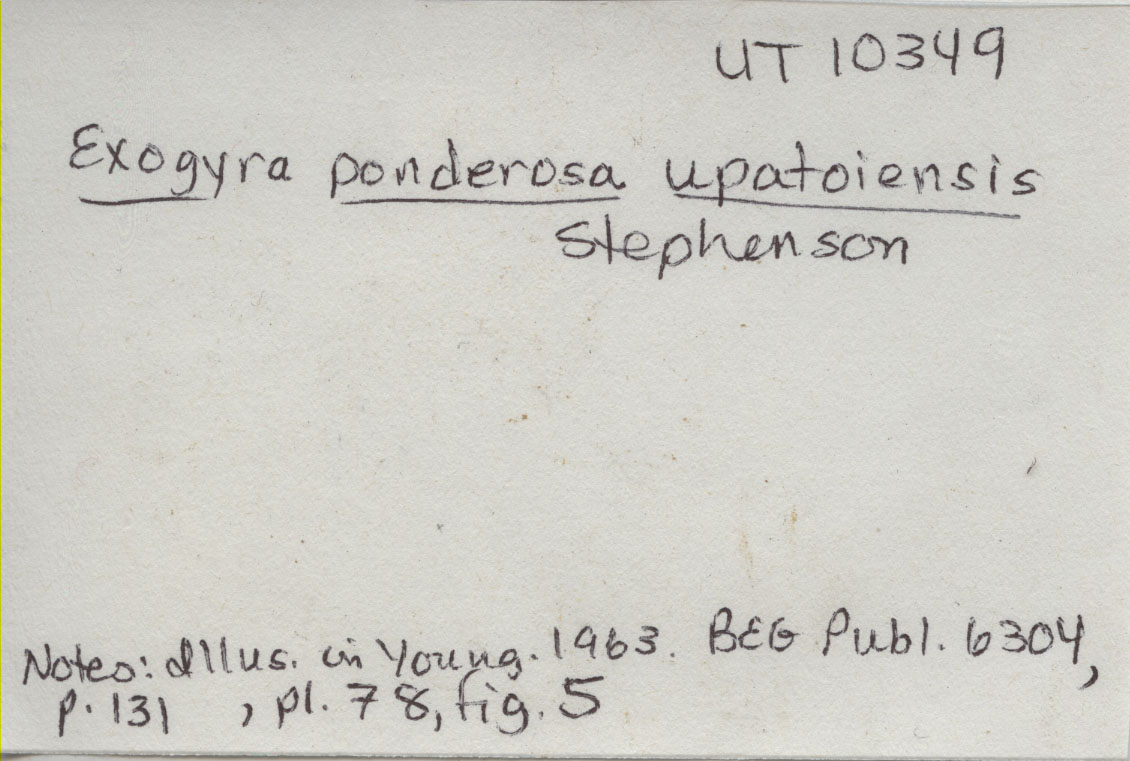 UT 10349
Exogyra ponderosa upatoiensis
Stephenson
Notes: Illus. in Young. 1963. BEG Publ. 6304,
p. 131 , pl. 78, fig. 5